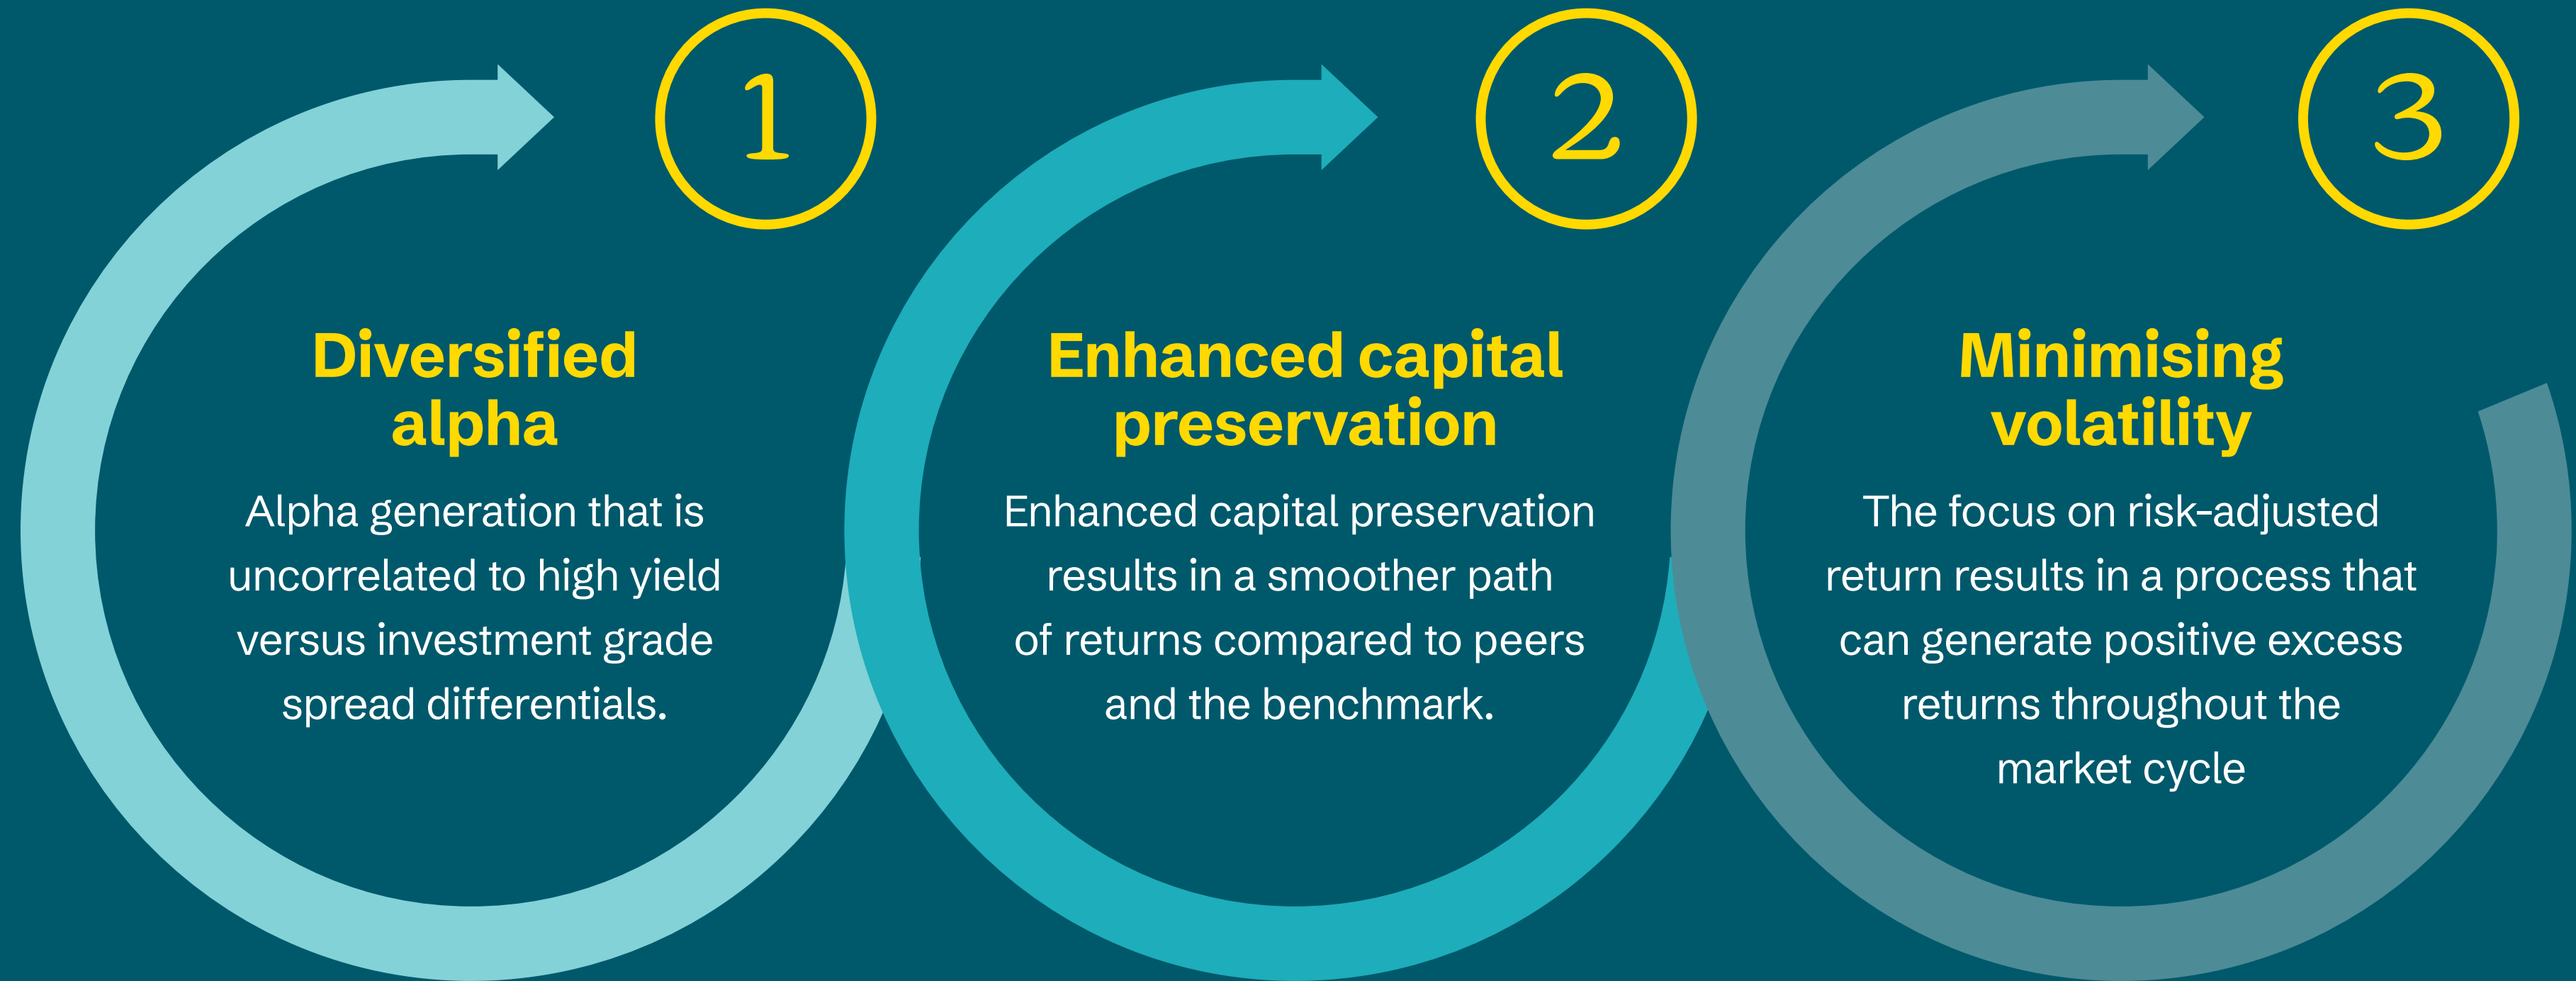 1
Diversified
alpha
Alpha generation that is
uncorrelated to high yield
versus investment grade
spread differentials.
2
Enhanced capital
preservation
Enhanced capital preservation
results in a smoother path
of returns compared to peers
and the benchmark.
3
Minimising
volatility
The focus on risk-adjusted
return results in a process that
can generate positive excess
returns throughout the
market cycle